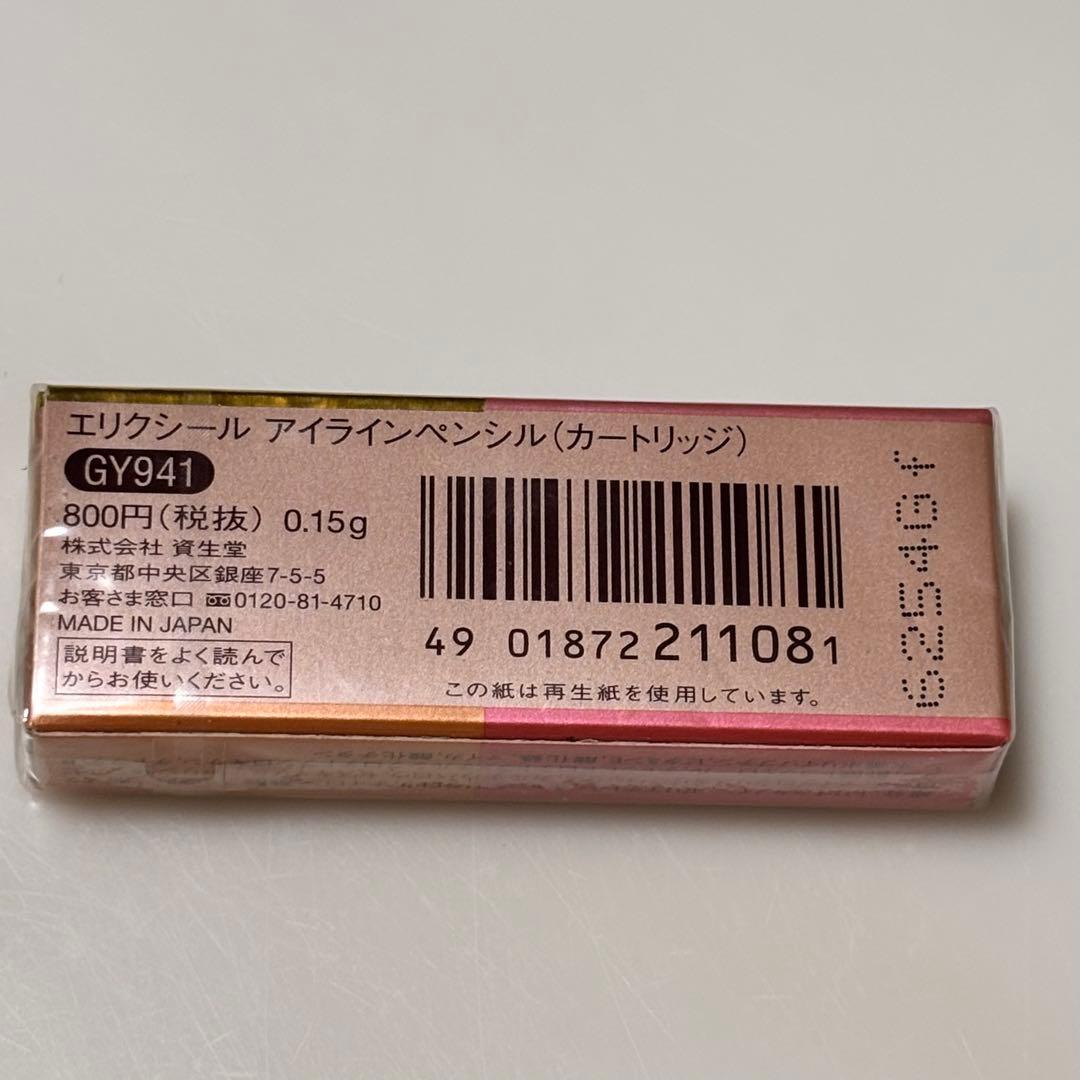 エリクシール アイラインペンシル（カートリッジ）
GY941
800円（税抜） 0.15g
株式会社 資生堂
東京都中央区銀座7-5-5
お客さま窓口 0120-81-4710
MADE IN JAPAN
説明書をよく読んで
からお使いください。
49 01872 211081
この紙は再生紙を使用しています。
6254Gf